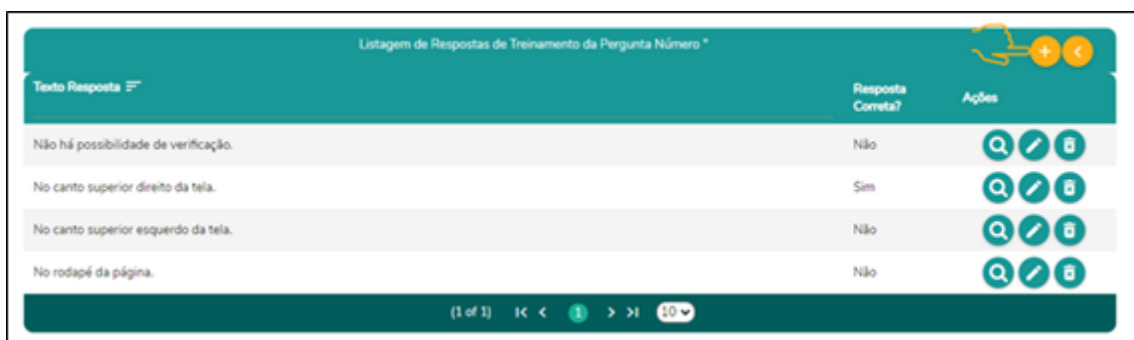 Listagem de Respostas de Treinamento da Pergunta Número *
Texto Resposta
Resposta
Correta?
Ações
Não há possibilidade de verificação.
Não
No canto superior direito da tela.
Sim
No canto superior esquerdo da tela.
Não
No rodapé da página.
Não
(1 of 1) 1 10